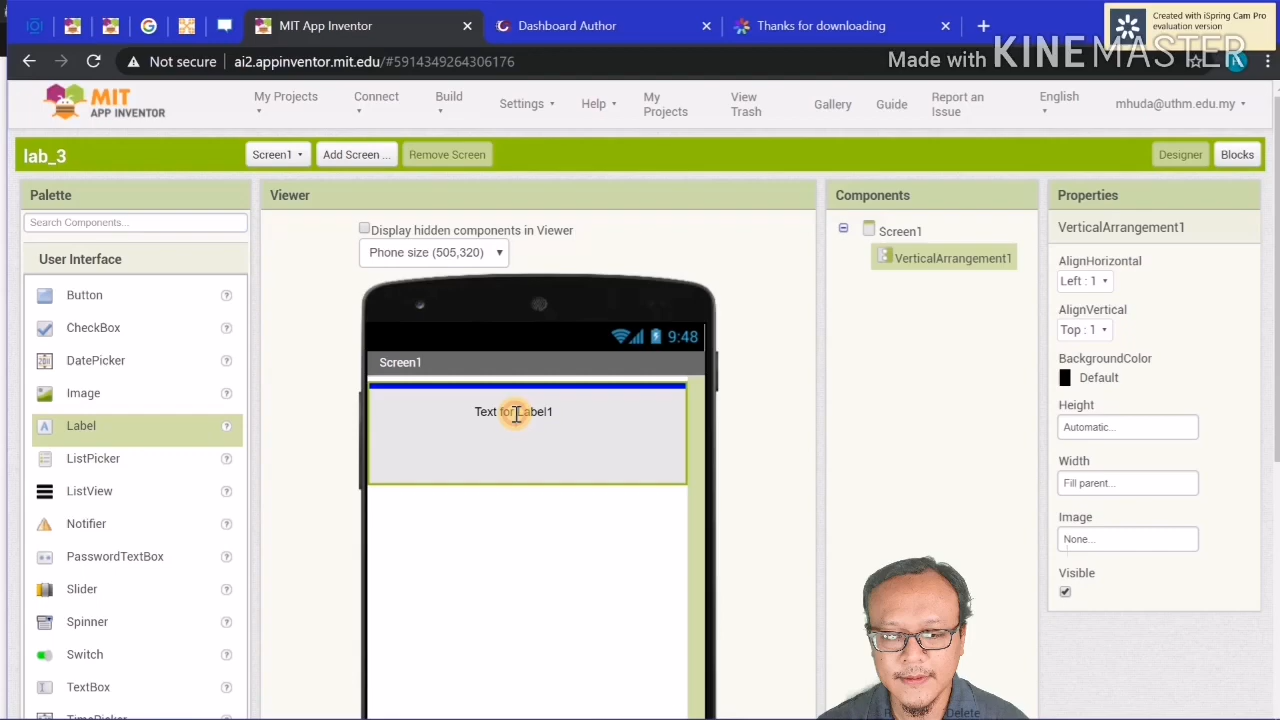 MIT App Inventor
Dashboard Author
Thanks for downloading
Created with iSpring Cam Pro
evaluation version
Made with KINEMASTER
Not secure
ai2.appinventor.mit.edu/#5914349264306176
MIT
APP INVENTOR
My Projects
Connect
Build
Settings
Help
My
Projects
View
Trash
Gallery
Guide
Report an
Issue
English
mhuda@uthm.edu.my
lab_3
Screen1
Add Screen ...
Remove Screen
Designer
Blocks
Palette
Search Components...
User Interface
Button
CheckBox
DatePicker
Image
Label
ListPicker
ListView
Notifier
PasswordTextBox
Slider
Spinner
Switch
TextBox
TimePicker
Viewer
Display hidden components in Viewer
Phone size (505,320)
9:48
Screen1
Text for Label1
Components
Screen1
VerticalArrangement1
Delete
Properties
VerticalArrangement1
AlignHorizontal
Left : 1
AlignVertical
Top : 1
BackgroundColor
Default
Height
Automatic...
Width
Fill parent...
Image
None...
Visible